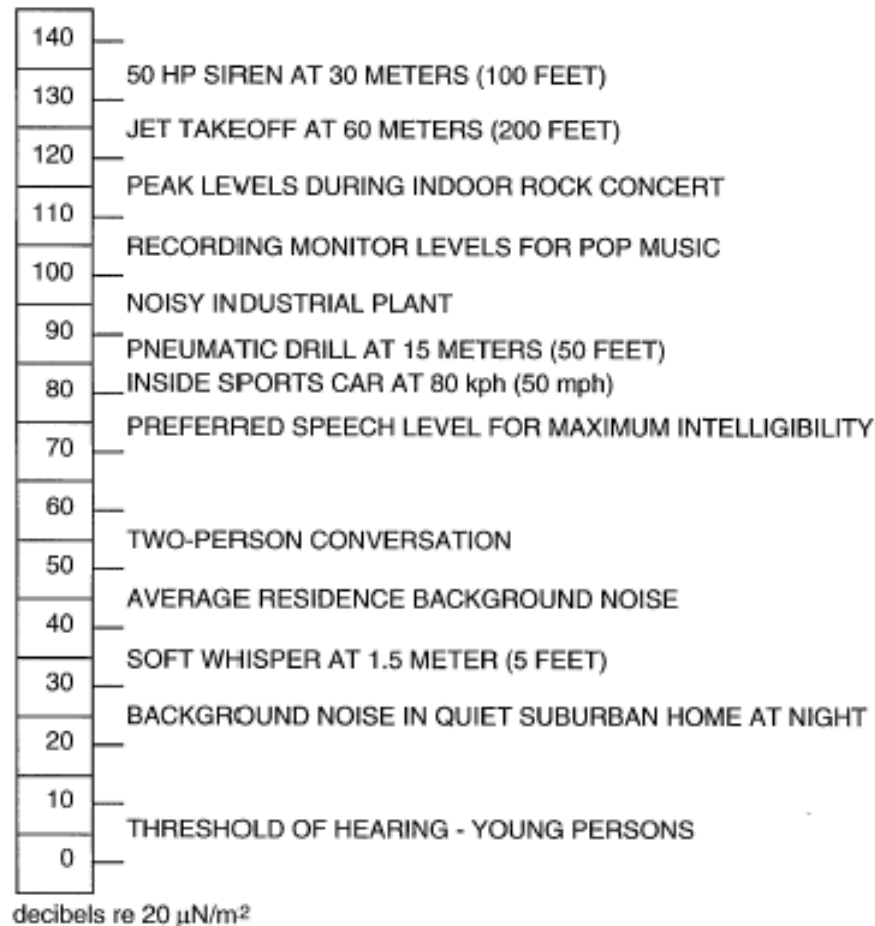 140
50 HP SIREN AT 30 METERS (100 FEET)
130
JET TAKEOFF AT 60 METERS (200 FEET)
120
PEAK LEVELS DURING INDOOR ROCK CONCERT
110
RECORDING MONITOR LEVELS FOR POP MUSIC
100
NOISY INDUSTRIAL PLANT
90
PNEUMATIC DRILL AT 15 METERS (50 FEET)
80
INSIDE SPORTS CAR AT 80 kph (50 mph)
PREFERRED SPEECH LEVEL FOR MAXIMUM INTELLIGIBILITY
70
60
TWO-PERSON CONVERSATION
50
AVERAGE RESIDENCE BACKGROUND NOISE
40
SOFT WHISPER AT 1.5 METER (5 FEET)
30
BACKGROUND NOISE IN QUIET SUBURBAN HOME AT NIGHT
20
10
THRESHOLD OF HEARING - YOUNG PERSONS
0
decibels re 20 µN/m²